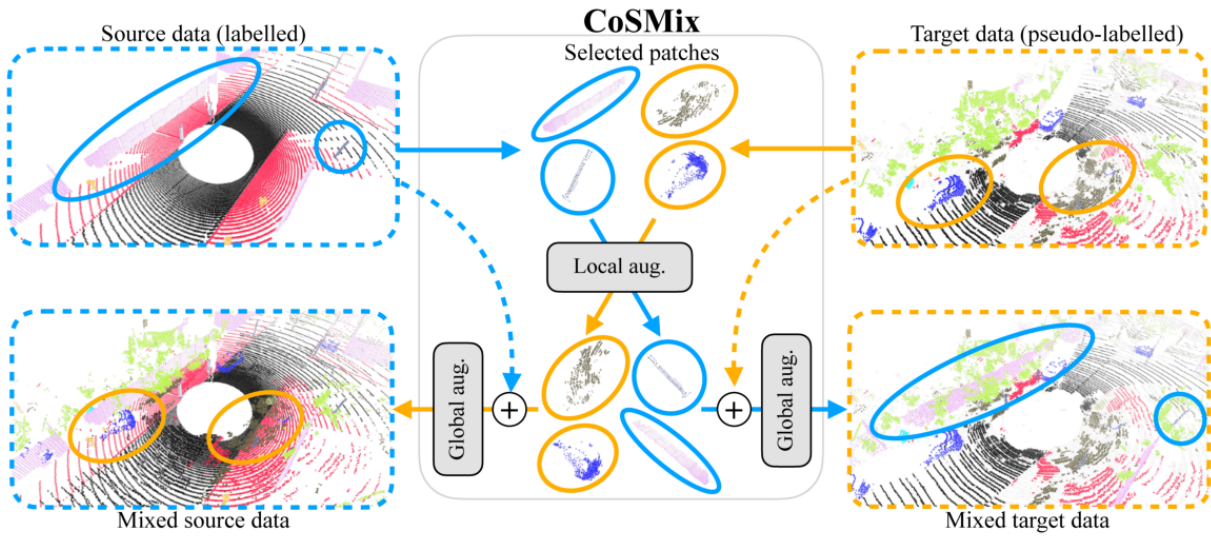 CoSMix
Source data (labelled)
Selected patches
Target data (pseudo-labelled)
Local aug.
Global aug.
+
+
Global aug.
Mixed source data
Mixed target data